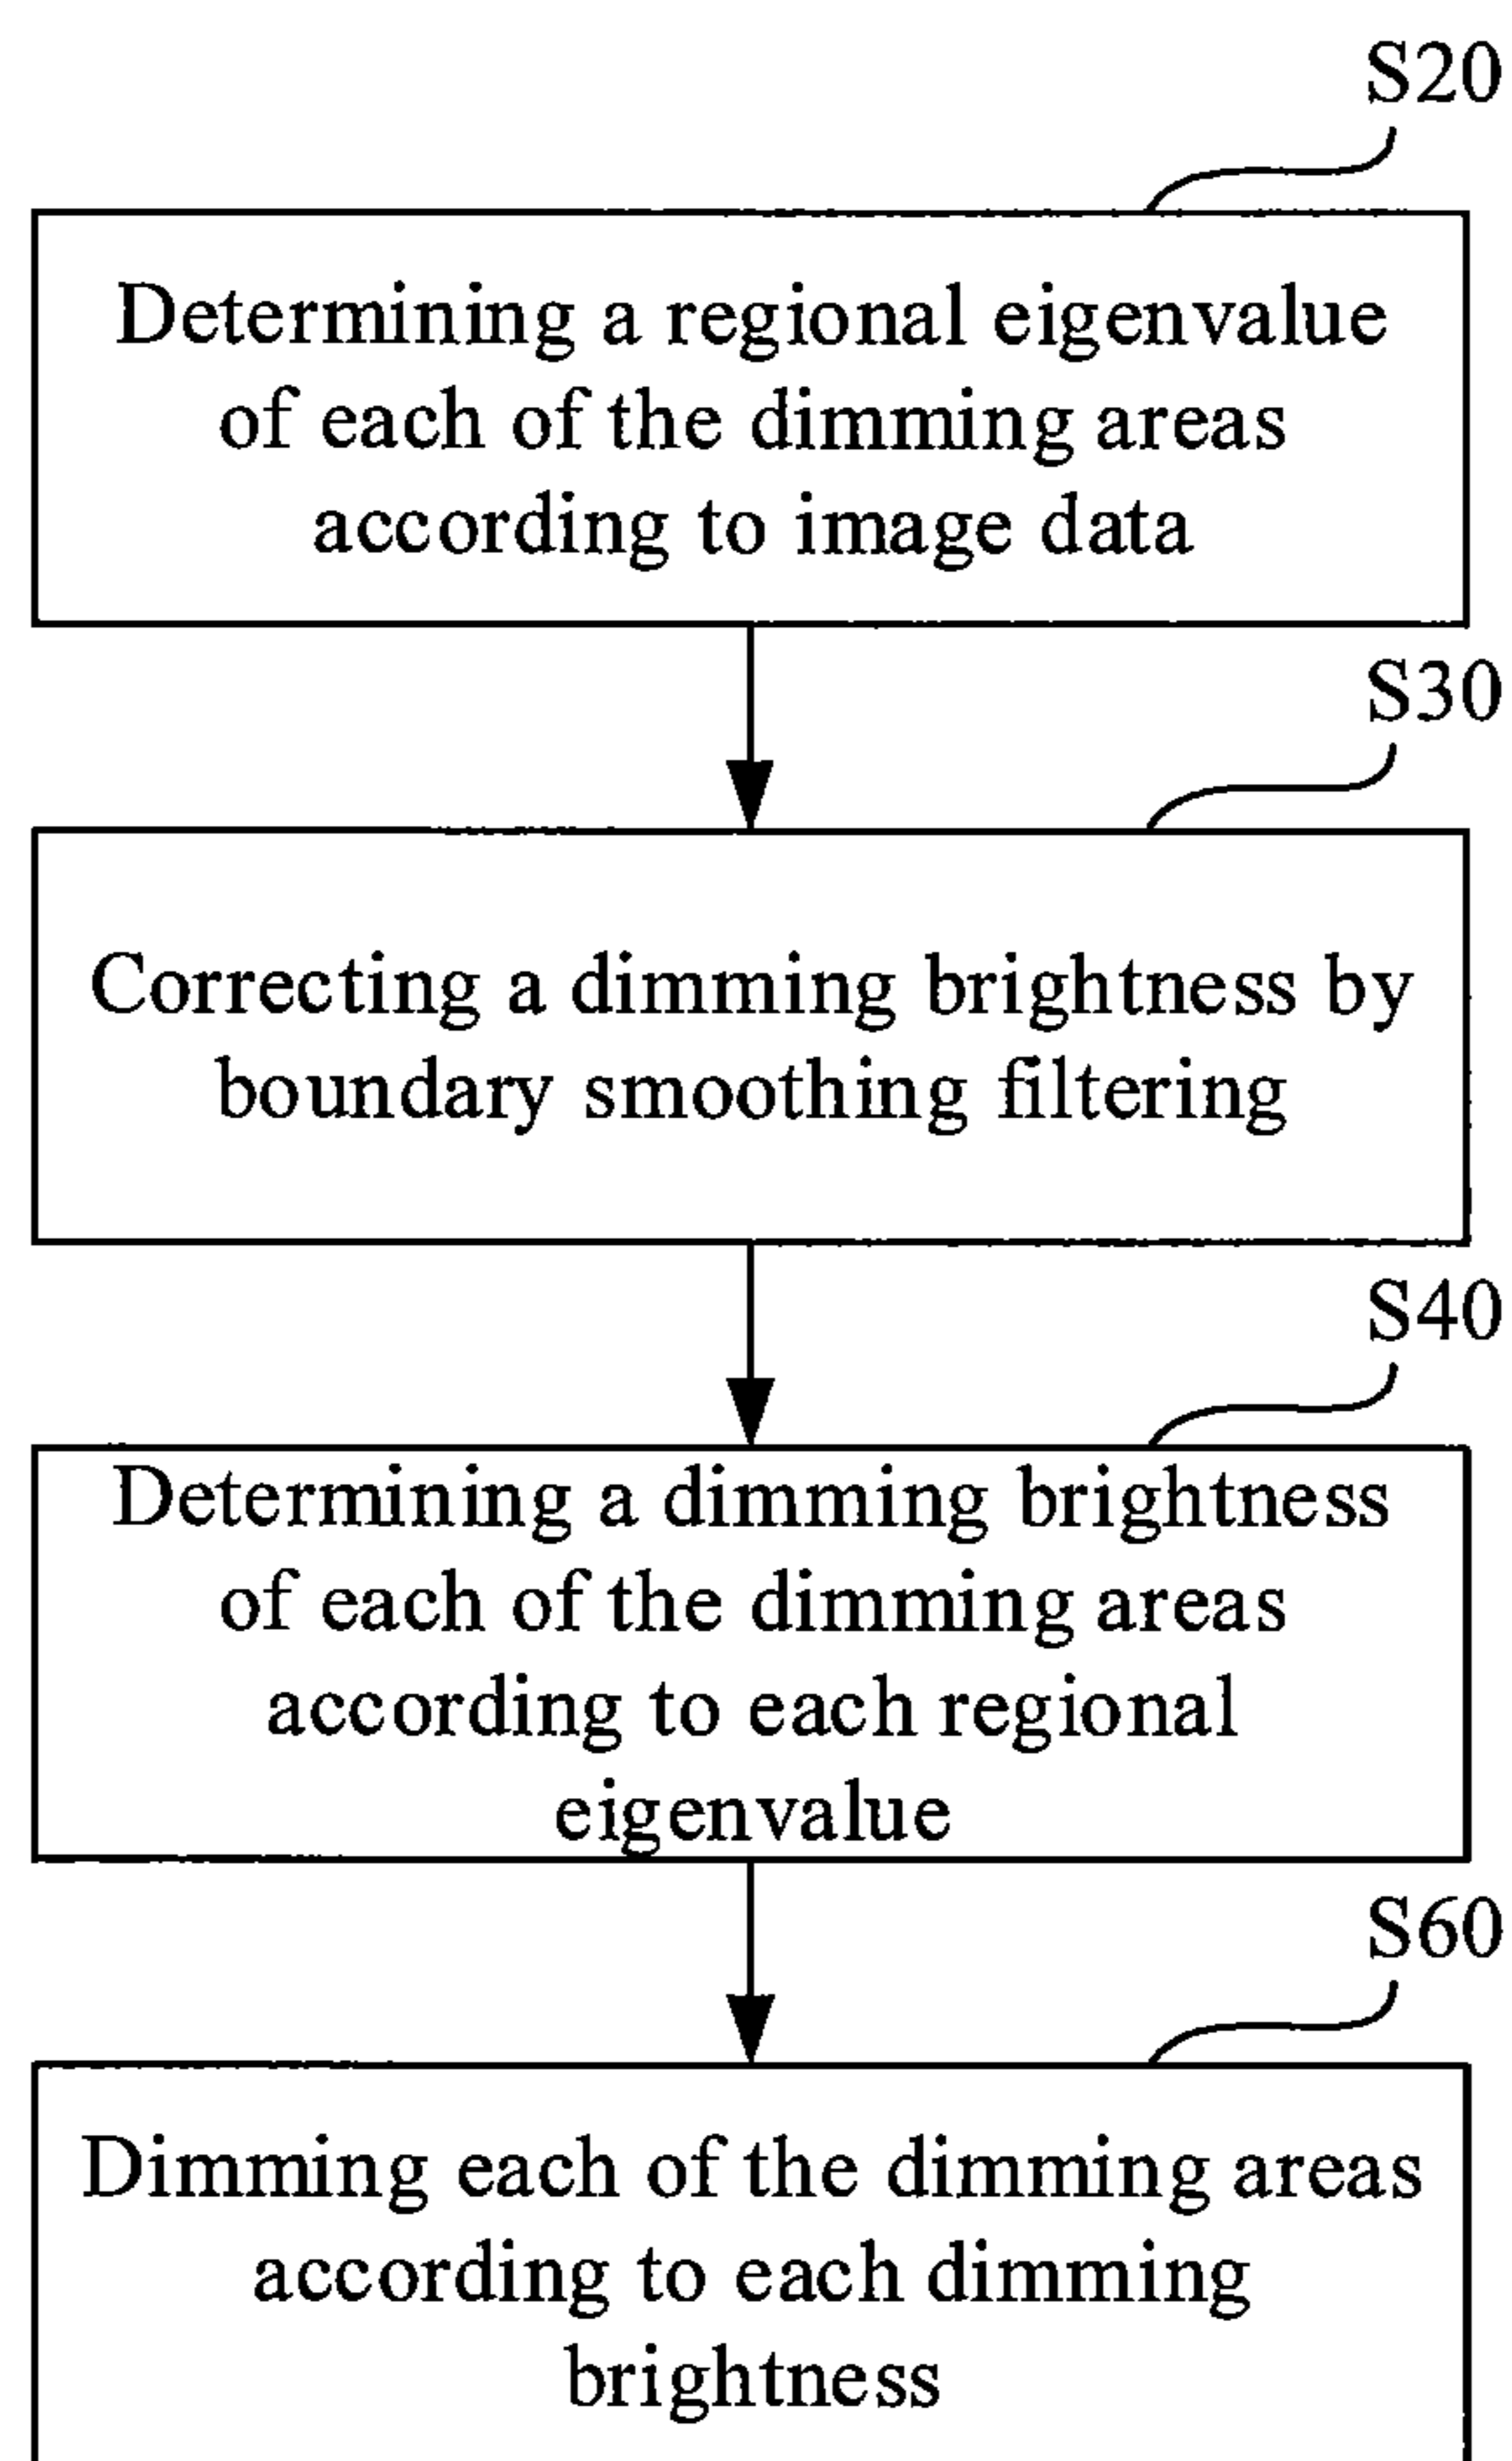 S20
Determining a regional eigenvalue
of each of the dimming areas
according to image data
S30
Correcting a dimming brightness by
boundary smoothing filtering
S40
Determining a dimming brightness
of each of the dimming areas
according to each regional
eigenvalue
S60
Dimming each of the dimming areas
according to each dimming
brightness